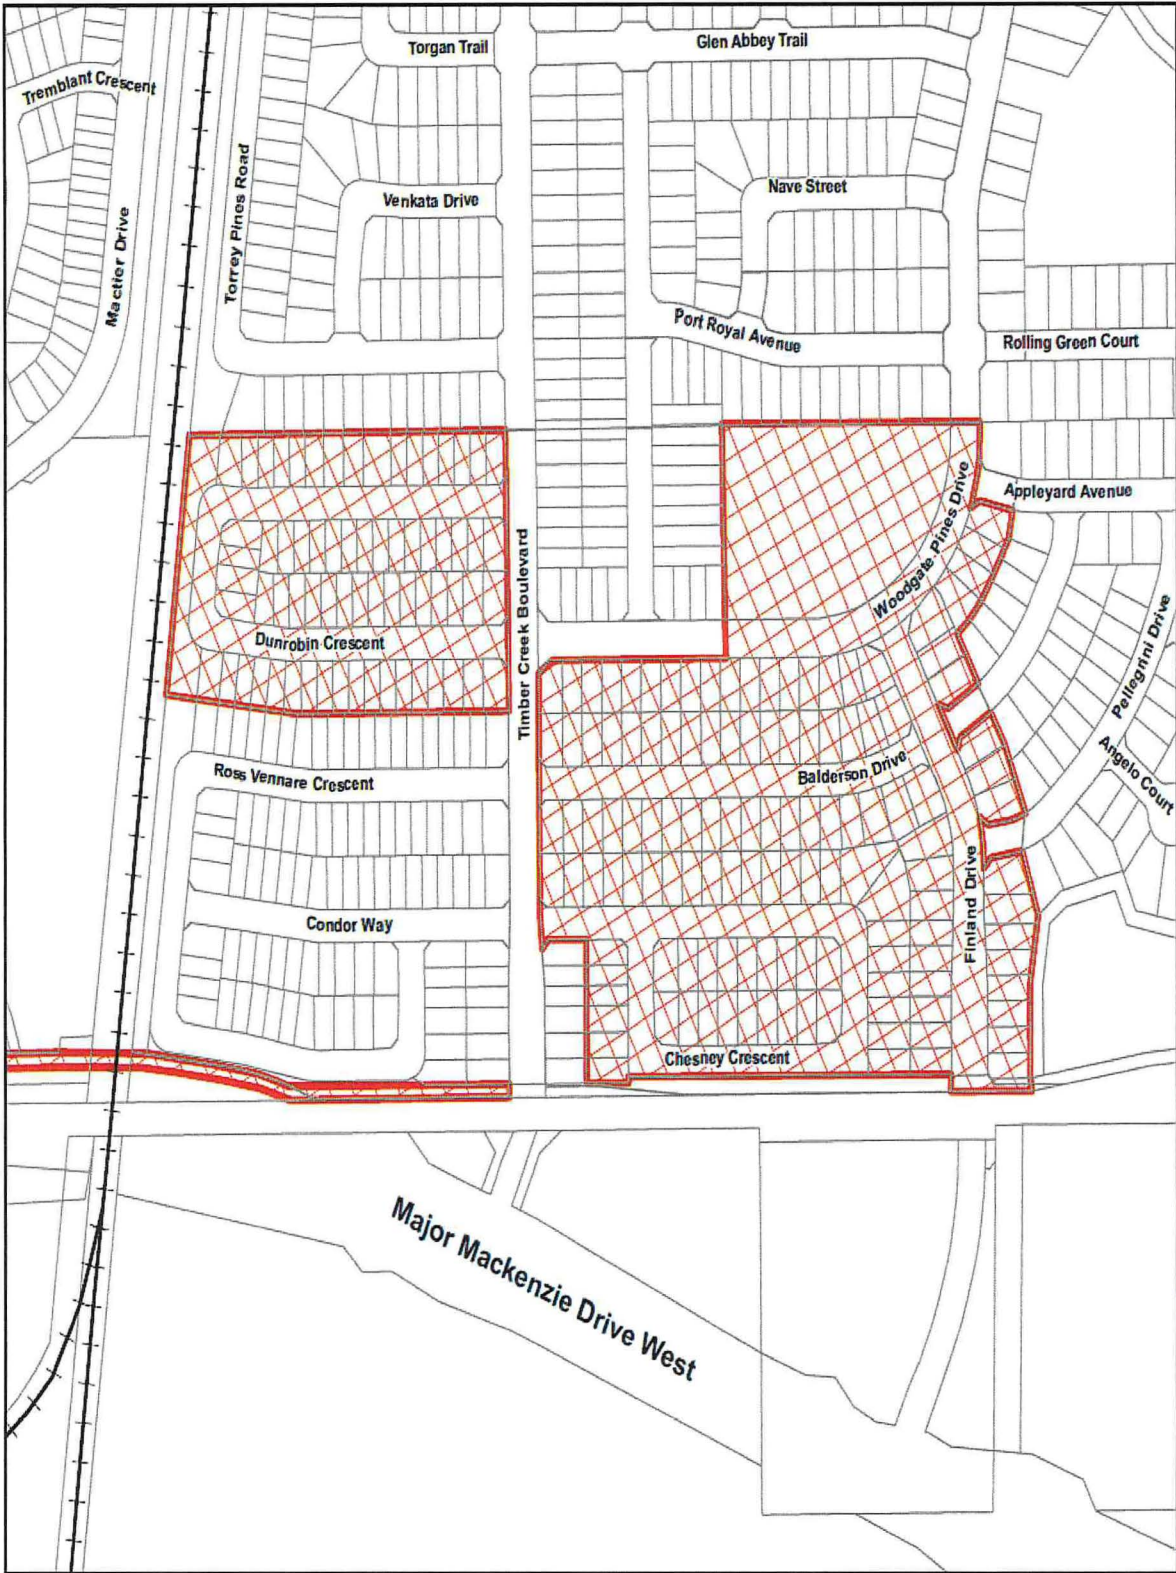 Torgan Trail
Glen Abbey Trail
Tremblant Crescent
Torrey Pines Road
Venkata Drive
Nave Street
Mactier Drive
Port Royal Avenue
Rolling Green Court
Appleyard Avenue
Woodgate Pines Drive
Timber Creek Boulevard
Dunrobin Crescent
Pellegrini Drive
Ross Vennare Crescent
Balderson Drive
Angelo Court
Finland Drive
Condor Way
Chesney Crescent
Major Mackenzie Drive West